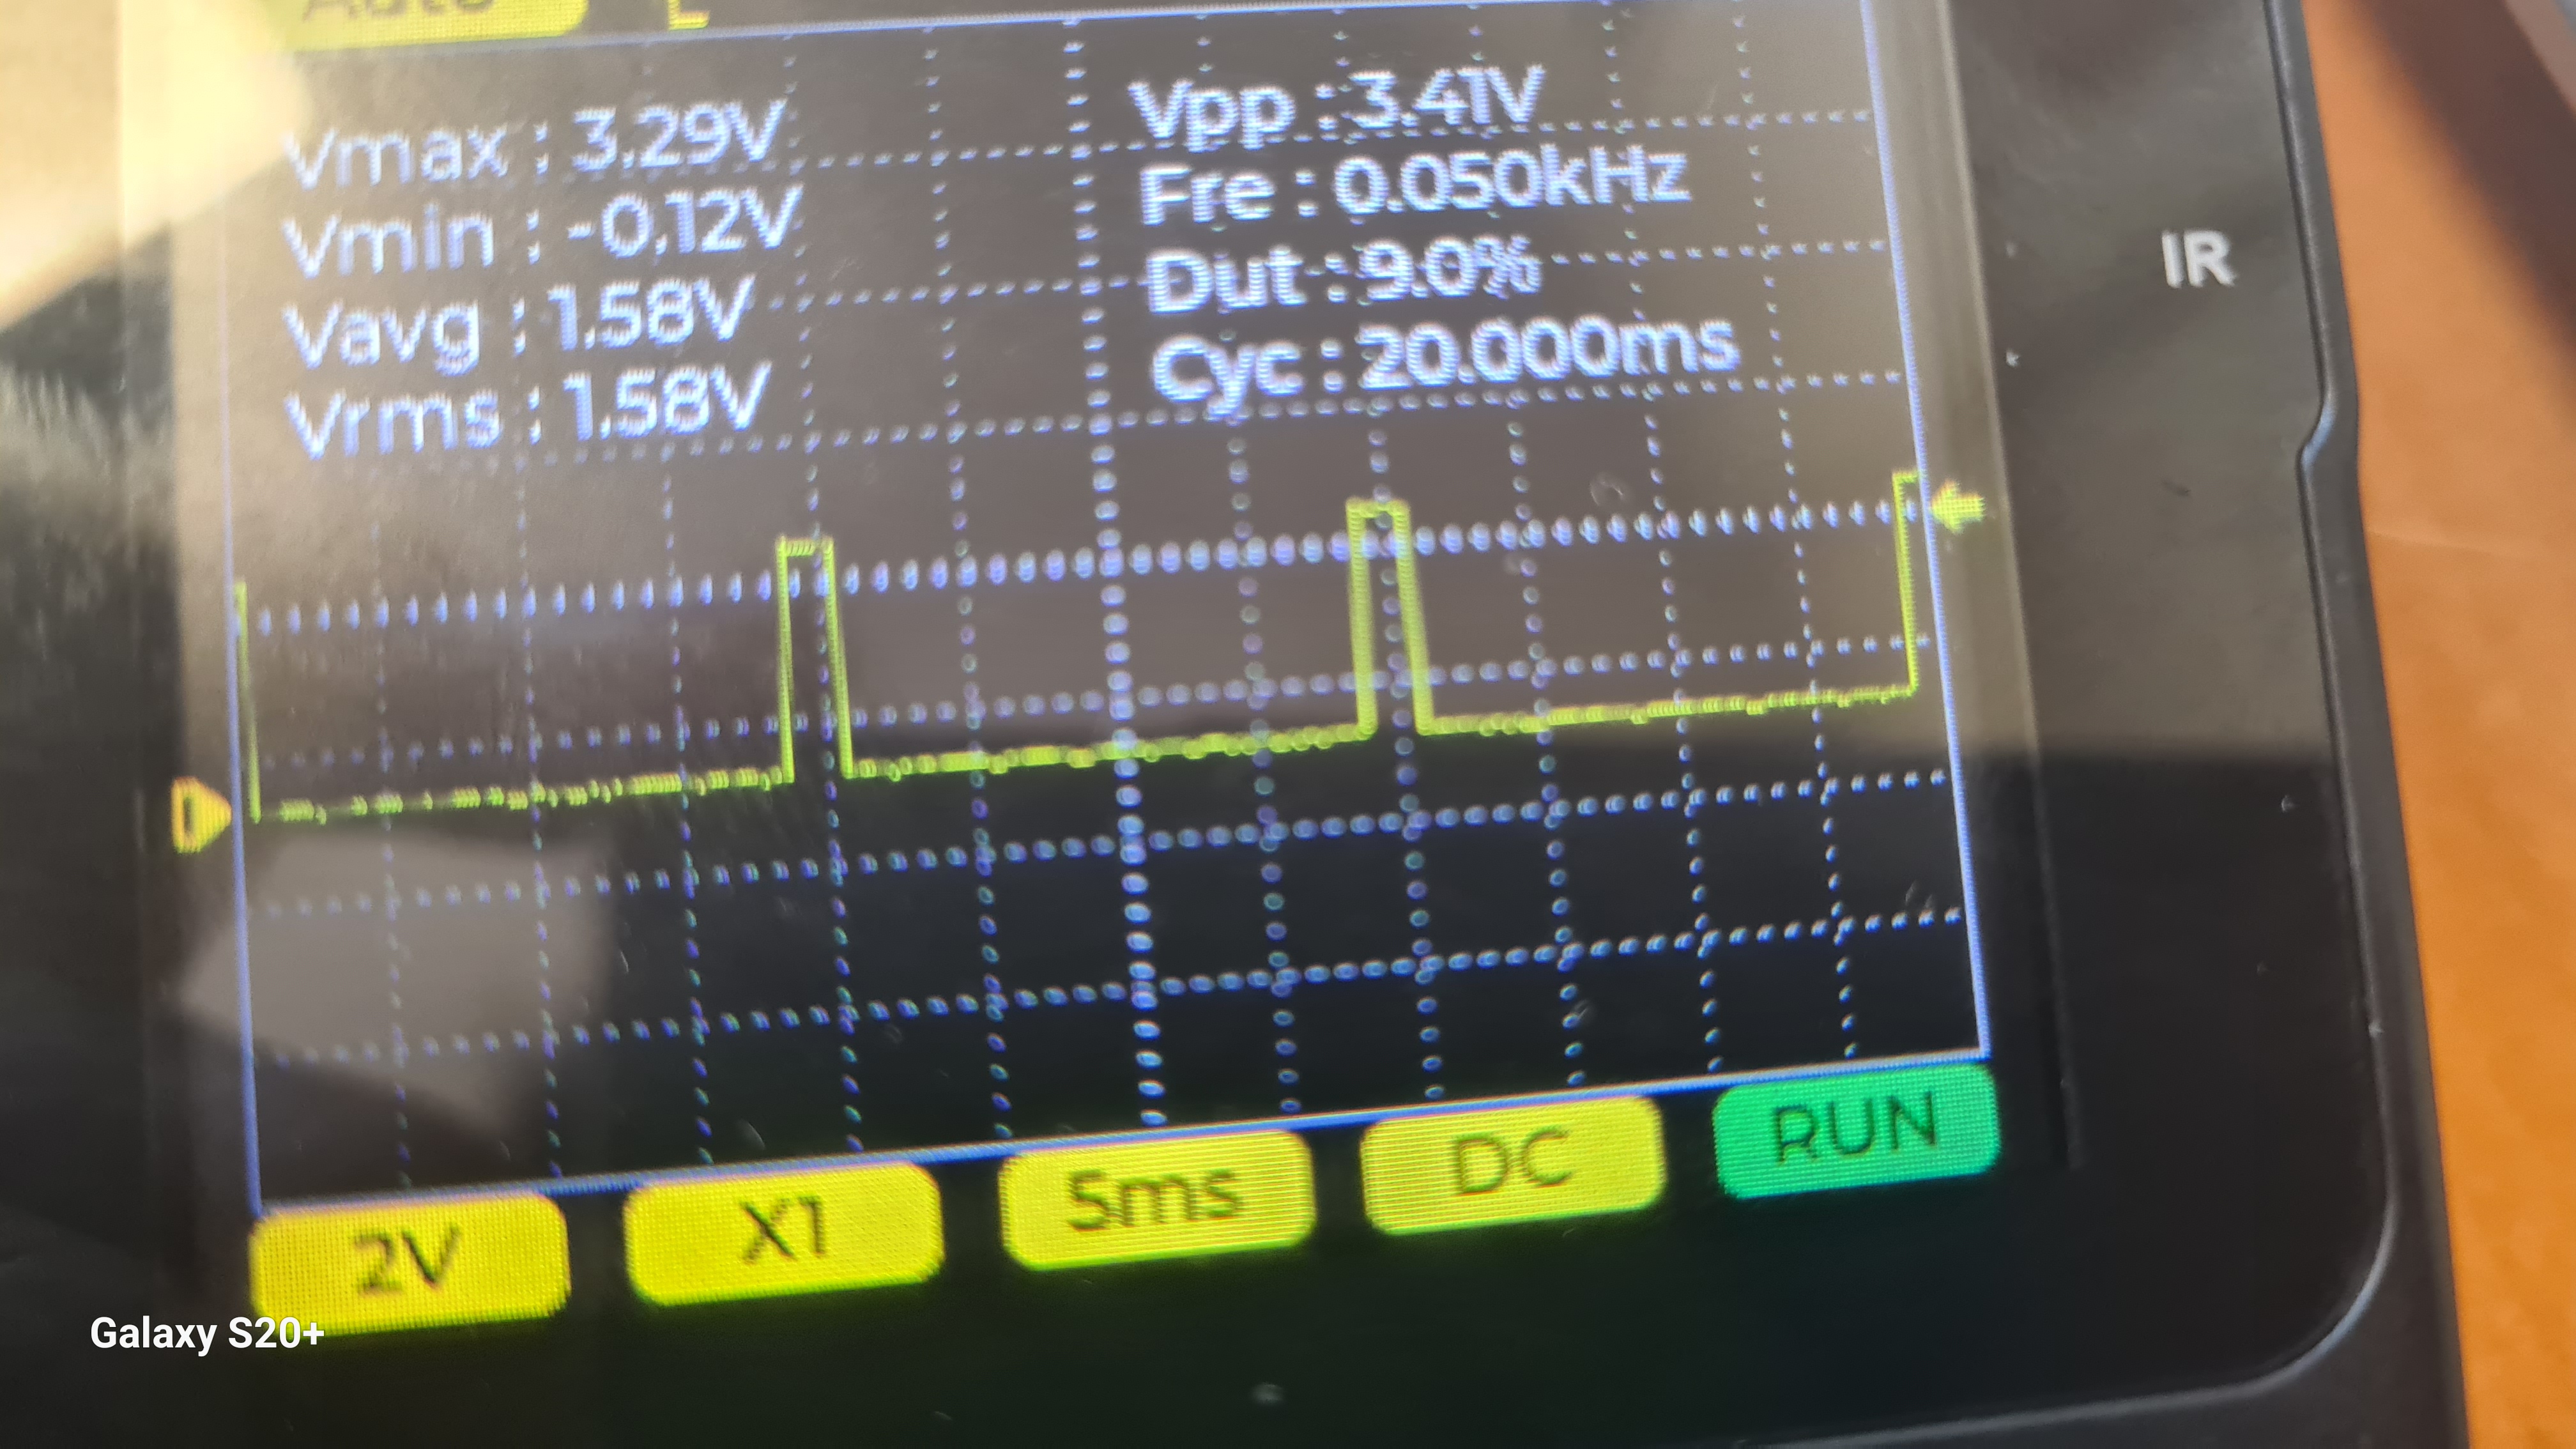 Auto
Vmax : 3.29V
Vmin : -0.12V
Vavg : 1.58V
Vrms : 1.58V
Vpp : 3.41V
Fre : 0.050kHz
Dut : 9.0%
Cyc : 20.000ms
IR
2V
X1
5ms
DC
RUN
Galaxy S20+